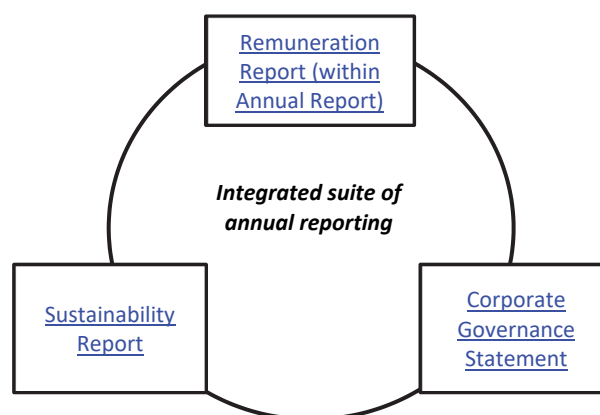 Remuneration
Report (within
Annual Report)
Integrated suite of
annual reporting
Sustainability
Report
Corporate
Governance
Statement